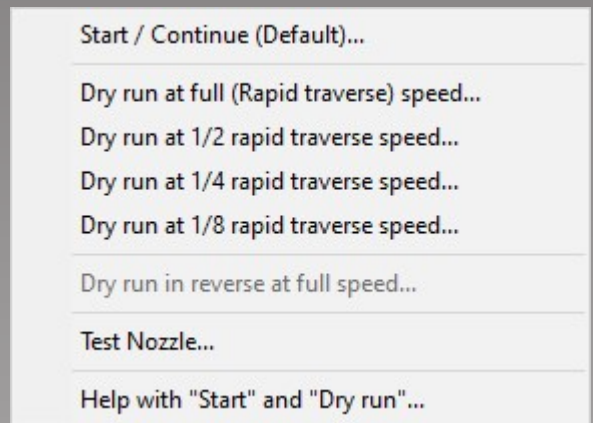 Start / Continue (Default)...
Dry run at full (Rapid traverse) speed...
Dry run at 1/2 rapid traverse speed...
Dry run at 1/4 rapid traverse speed...
Dry run at 1/8 rapid traverse speed...
Dry run in reverse at full speed...
Test Nozzle...
Help with "Start" and "Dry run"...